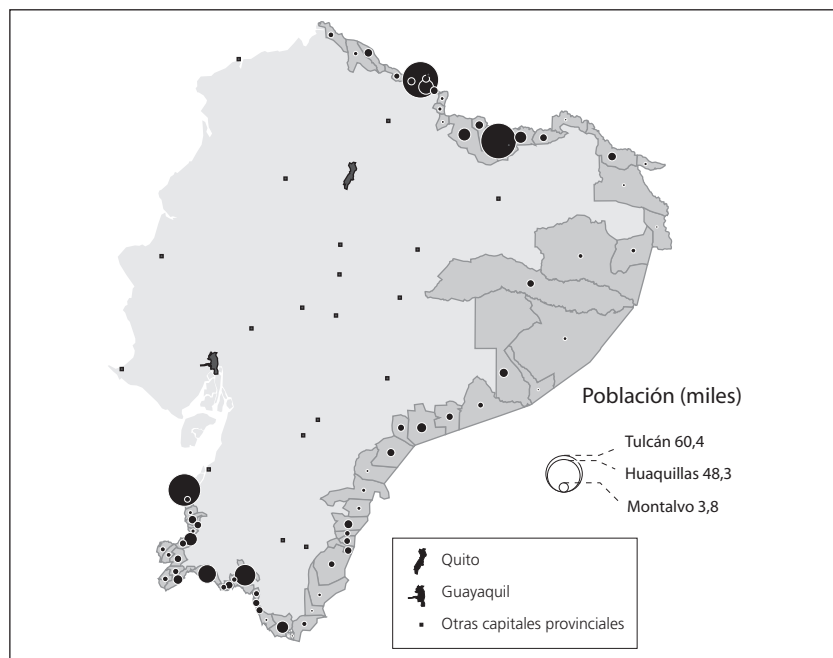 Población (miles)
Tulcán 60,4
Huaquillas 48,3
Montalvo 3,8
Quito
Guayaquil
Otras capitales provinciales